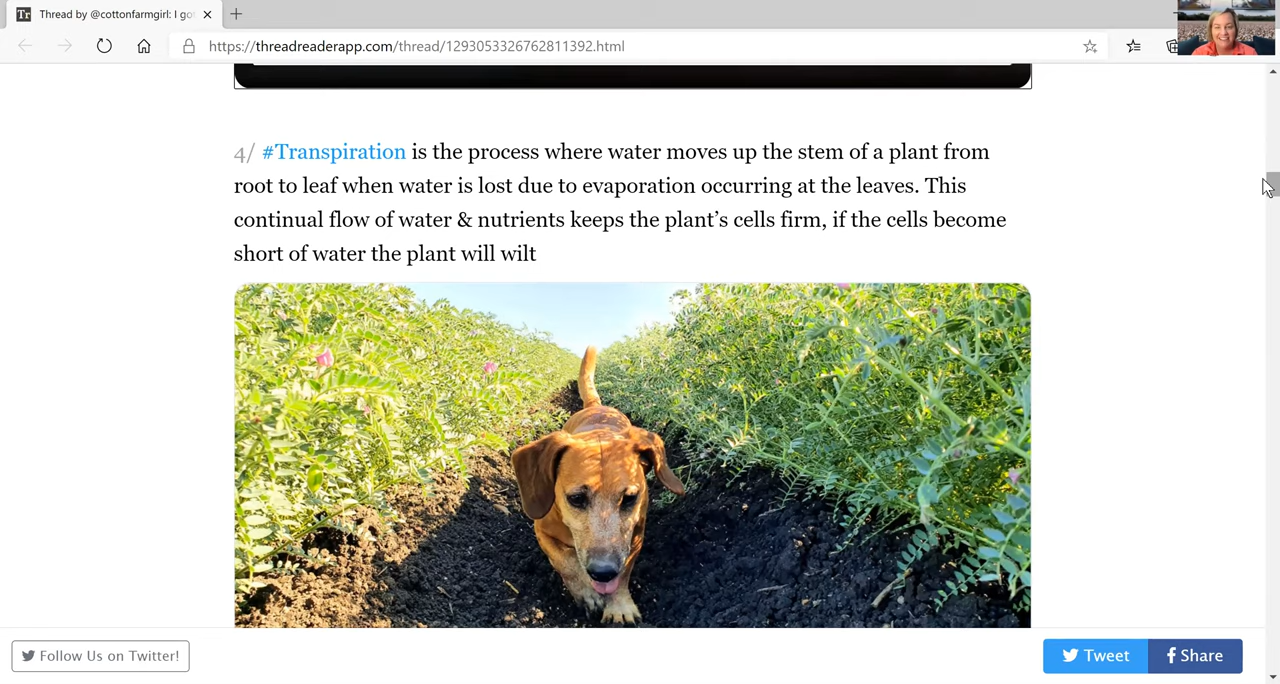 Tr Thread by @cottonfarmgirl: I go
https://threadreaderapp.com/thread/1293053326762811392.html
4/ #Transpiration is the process where water moves up the stem of a plant from
root to leaf when water is lost due to evaporation occurring at the leaves. This
continual flow of water & nutrients keeps the plant’s cells firm, if the cells become
short of water the plant will wilt
Follow Us on Twitter!
Tweet
Share